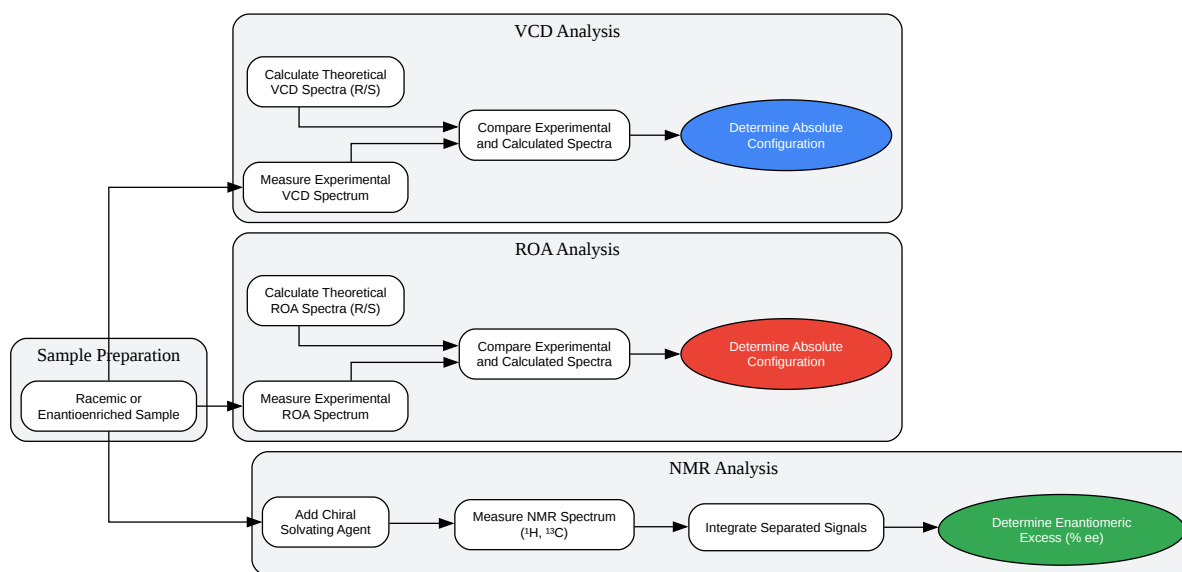 VCD Analysis
Calculate Theoretical
VCD Spectra (R/S)
Compare Experimental
and Calculated Spectra
Determine Absolute
Configuration
Measure Experimental
VCD Spectrum
ROA Analysis
Calculate Theoretical
ROA Spectra (R/S)
Compare Experimental
and Calculated Spectra
Determine Absolute
Configuration
Measure Experimental
ROA Spectrum
Sample Preparation
Racemic or
Enantioenriched Sample
NMR Analysis
Add Chiral
Solvating Agent
Measure NMR Spectrum
(¹H, ¹³C)
Integrate Separated Signals
Determine Enantiomeric
Excess (% ee)